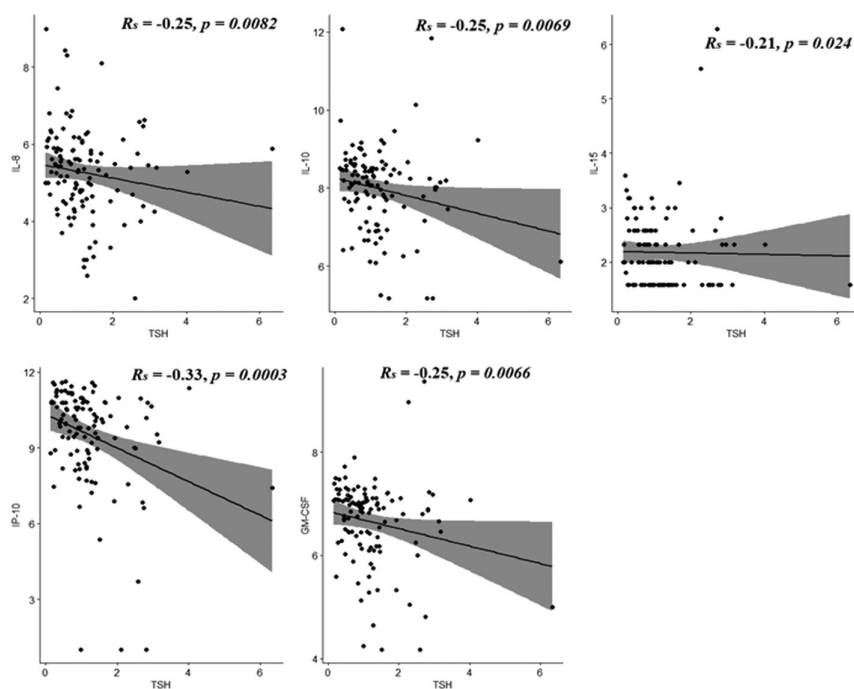 Rs = -0.25, p = 0.0082
IL-8
8
6
4
2
0 2 4 6
TSH
Rs = -0.25, p = 0.0069
IL-10
12
10
8
6
0 2 4 6
TSH
Rs = -0.21, p = 0.024
IL-15
6
5
4
3
2
1
0 2 4 6
TSH
Rs = -0.33, p = 0.0003
IP-10
12
9
6
3
0 2 4 6
TSH
Rs = -0.25, p = 0.0066
GM-CSF
8
6
4
0 2 4 6
TSH